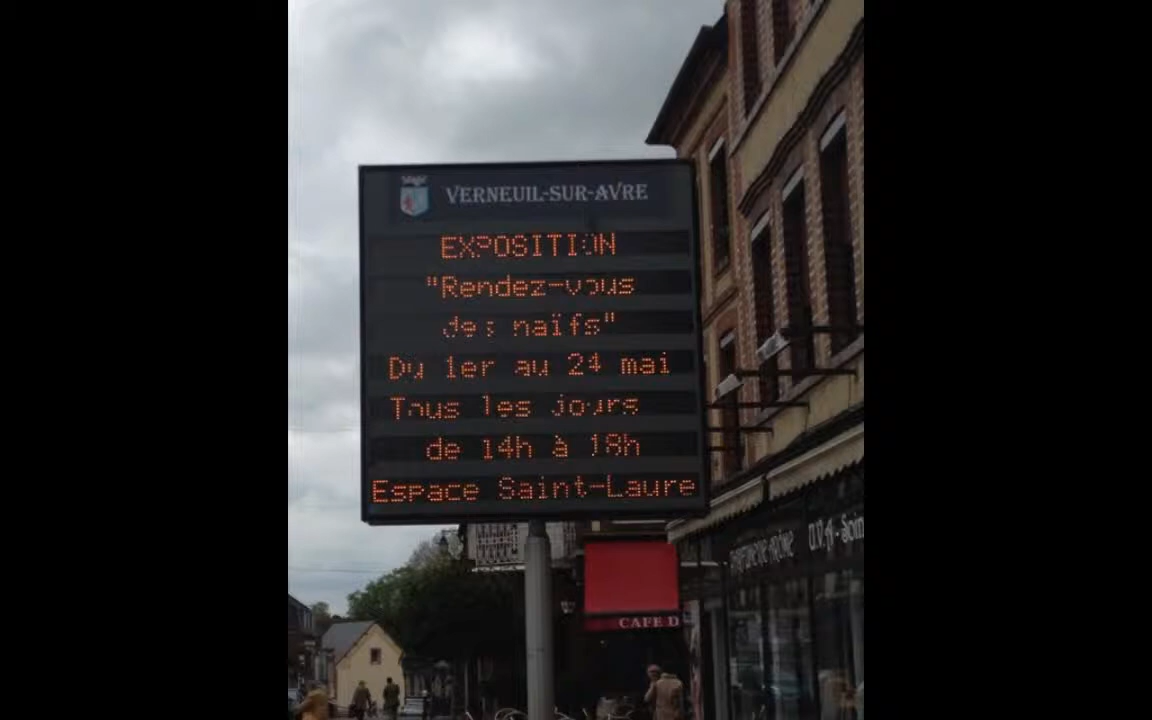 VERNEUIL-SUR-AVRE
EXPOSITION
"Rendez-vous
des naïfs"
Du 1er au 24 mai
Tous les jours
de 14h à 18h
Espace Saint-Laure
CAFE D